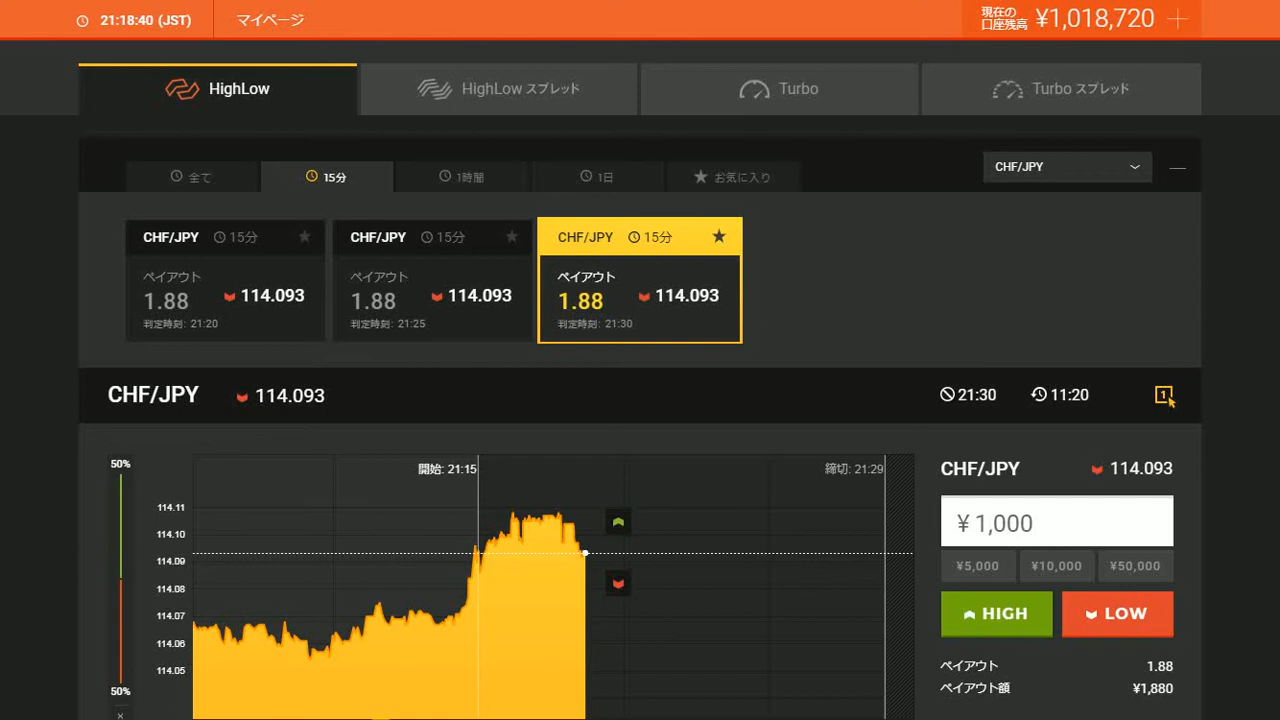 21:18:40 (JST)
マイページ
現在の
口座残高
¥1,018,720
HighLow
HighLow スプレッド
Turbo
Turbo スプレッド
全て
15分
1時間
1日
お気に入り
CHF/JPY
CHF/JPY 15分
ペイアウト
1.88 114.093
判定時刻: 21:20
CHF/JPY 15分
ペイアウト
1.88 114.093
判定時刻: 21:25
CHF/JPY 15分
ペイアウト
1.88 114.093
判定時刻: 21:30
CHF/JPY 114.093
21:30
11:20
1
50%
50%
開始: 21:15
締切: 21:29
114.11
114.10
114.09
114.08
114.07
114.06
114.05
CHF/JPY 114.093
¥ 1,000
¥5,000 ¥10,000 ¥50,000
HIGH LOW
ペイアウト 1.88
ペイアウト額 ¥1,880